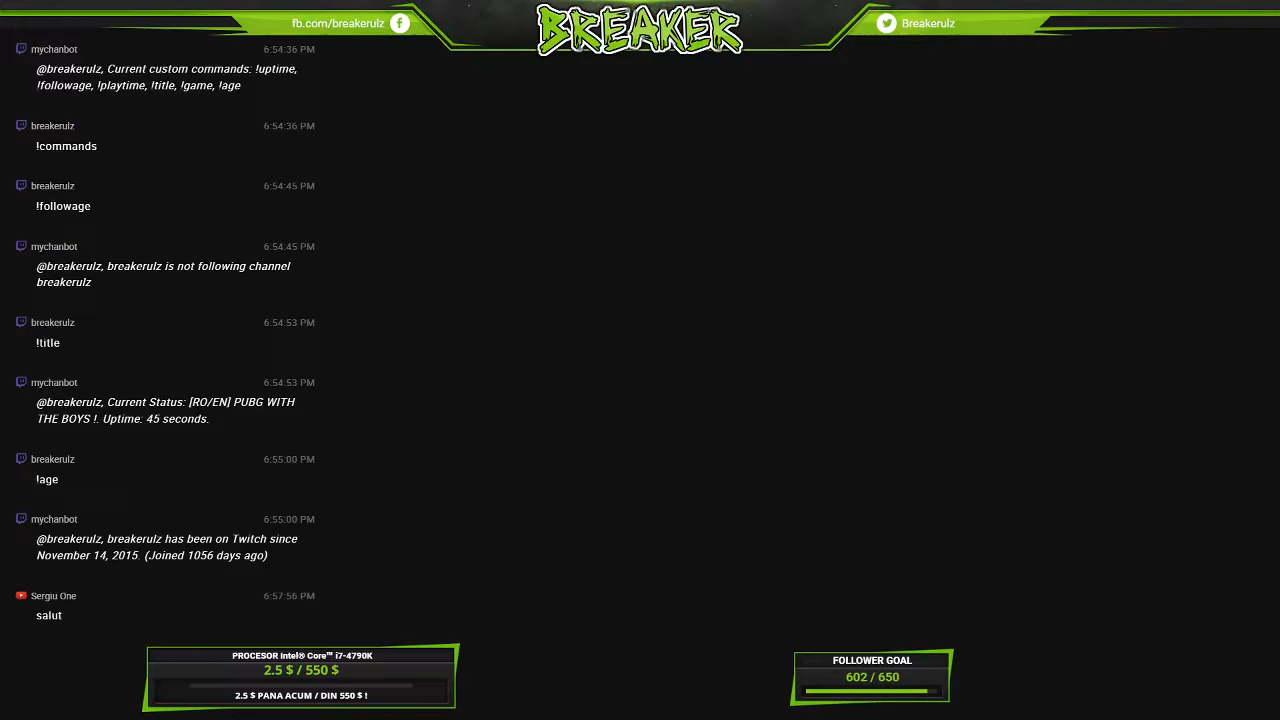 fb.com/breakerulz
BREAKER
Breakerulz
mychanbot 6:54:36 PM
@breakerulz, Current custom commands: !uptime,
!followage, !playtime, !title, !game, !age
breakerulz 6:54:36 PM
!commands
breakerulz 6:54:45 PM
!followage
mychanbot 6:54:45 PM
@breakerulz, breakerulz is not following channel
breakerulz
breakerulz 6:54:53 PM
!title
mychanbot 6:54:53 PM
@breakerulz, Current Status: [RO/EN] PUBG WITH
THE BOYS !. Uptime: 45 seconds.
breakerulz 6:55:00 PM
!age
mychanbot 6:55:00 PM
@breakerulz, breakerulz has been on Twitch since
November 14, 2015. (Joined 1056 days ago)
Sergiu One 6:57:56 PM
salut
PROCESOR Intel® Core™ i7-4790K
2.5 $ / 550 $
2.5 $ PANA ACUM / DIN 550 $ !
FOLLOWER GOAL
602 / 650